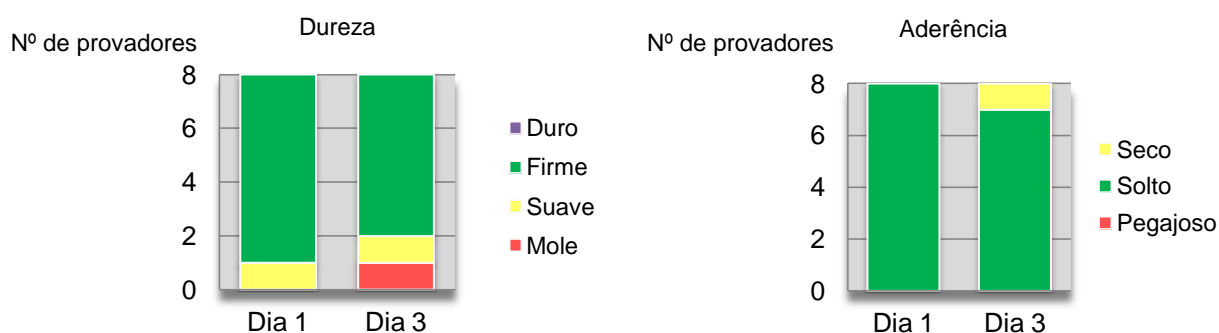 Dureza
Nº de provadores
8
6
4
2
0
Dia 1 Dia 3
Duro
Firme
Suave
Mole
Aderência
Nº de provadores
8
6
4
2
0
Dia 1 Dia 3
Seco
Solto
Pegajoso